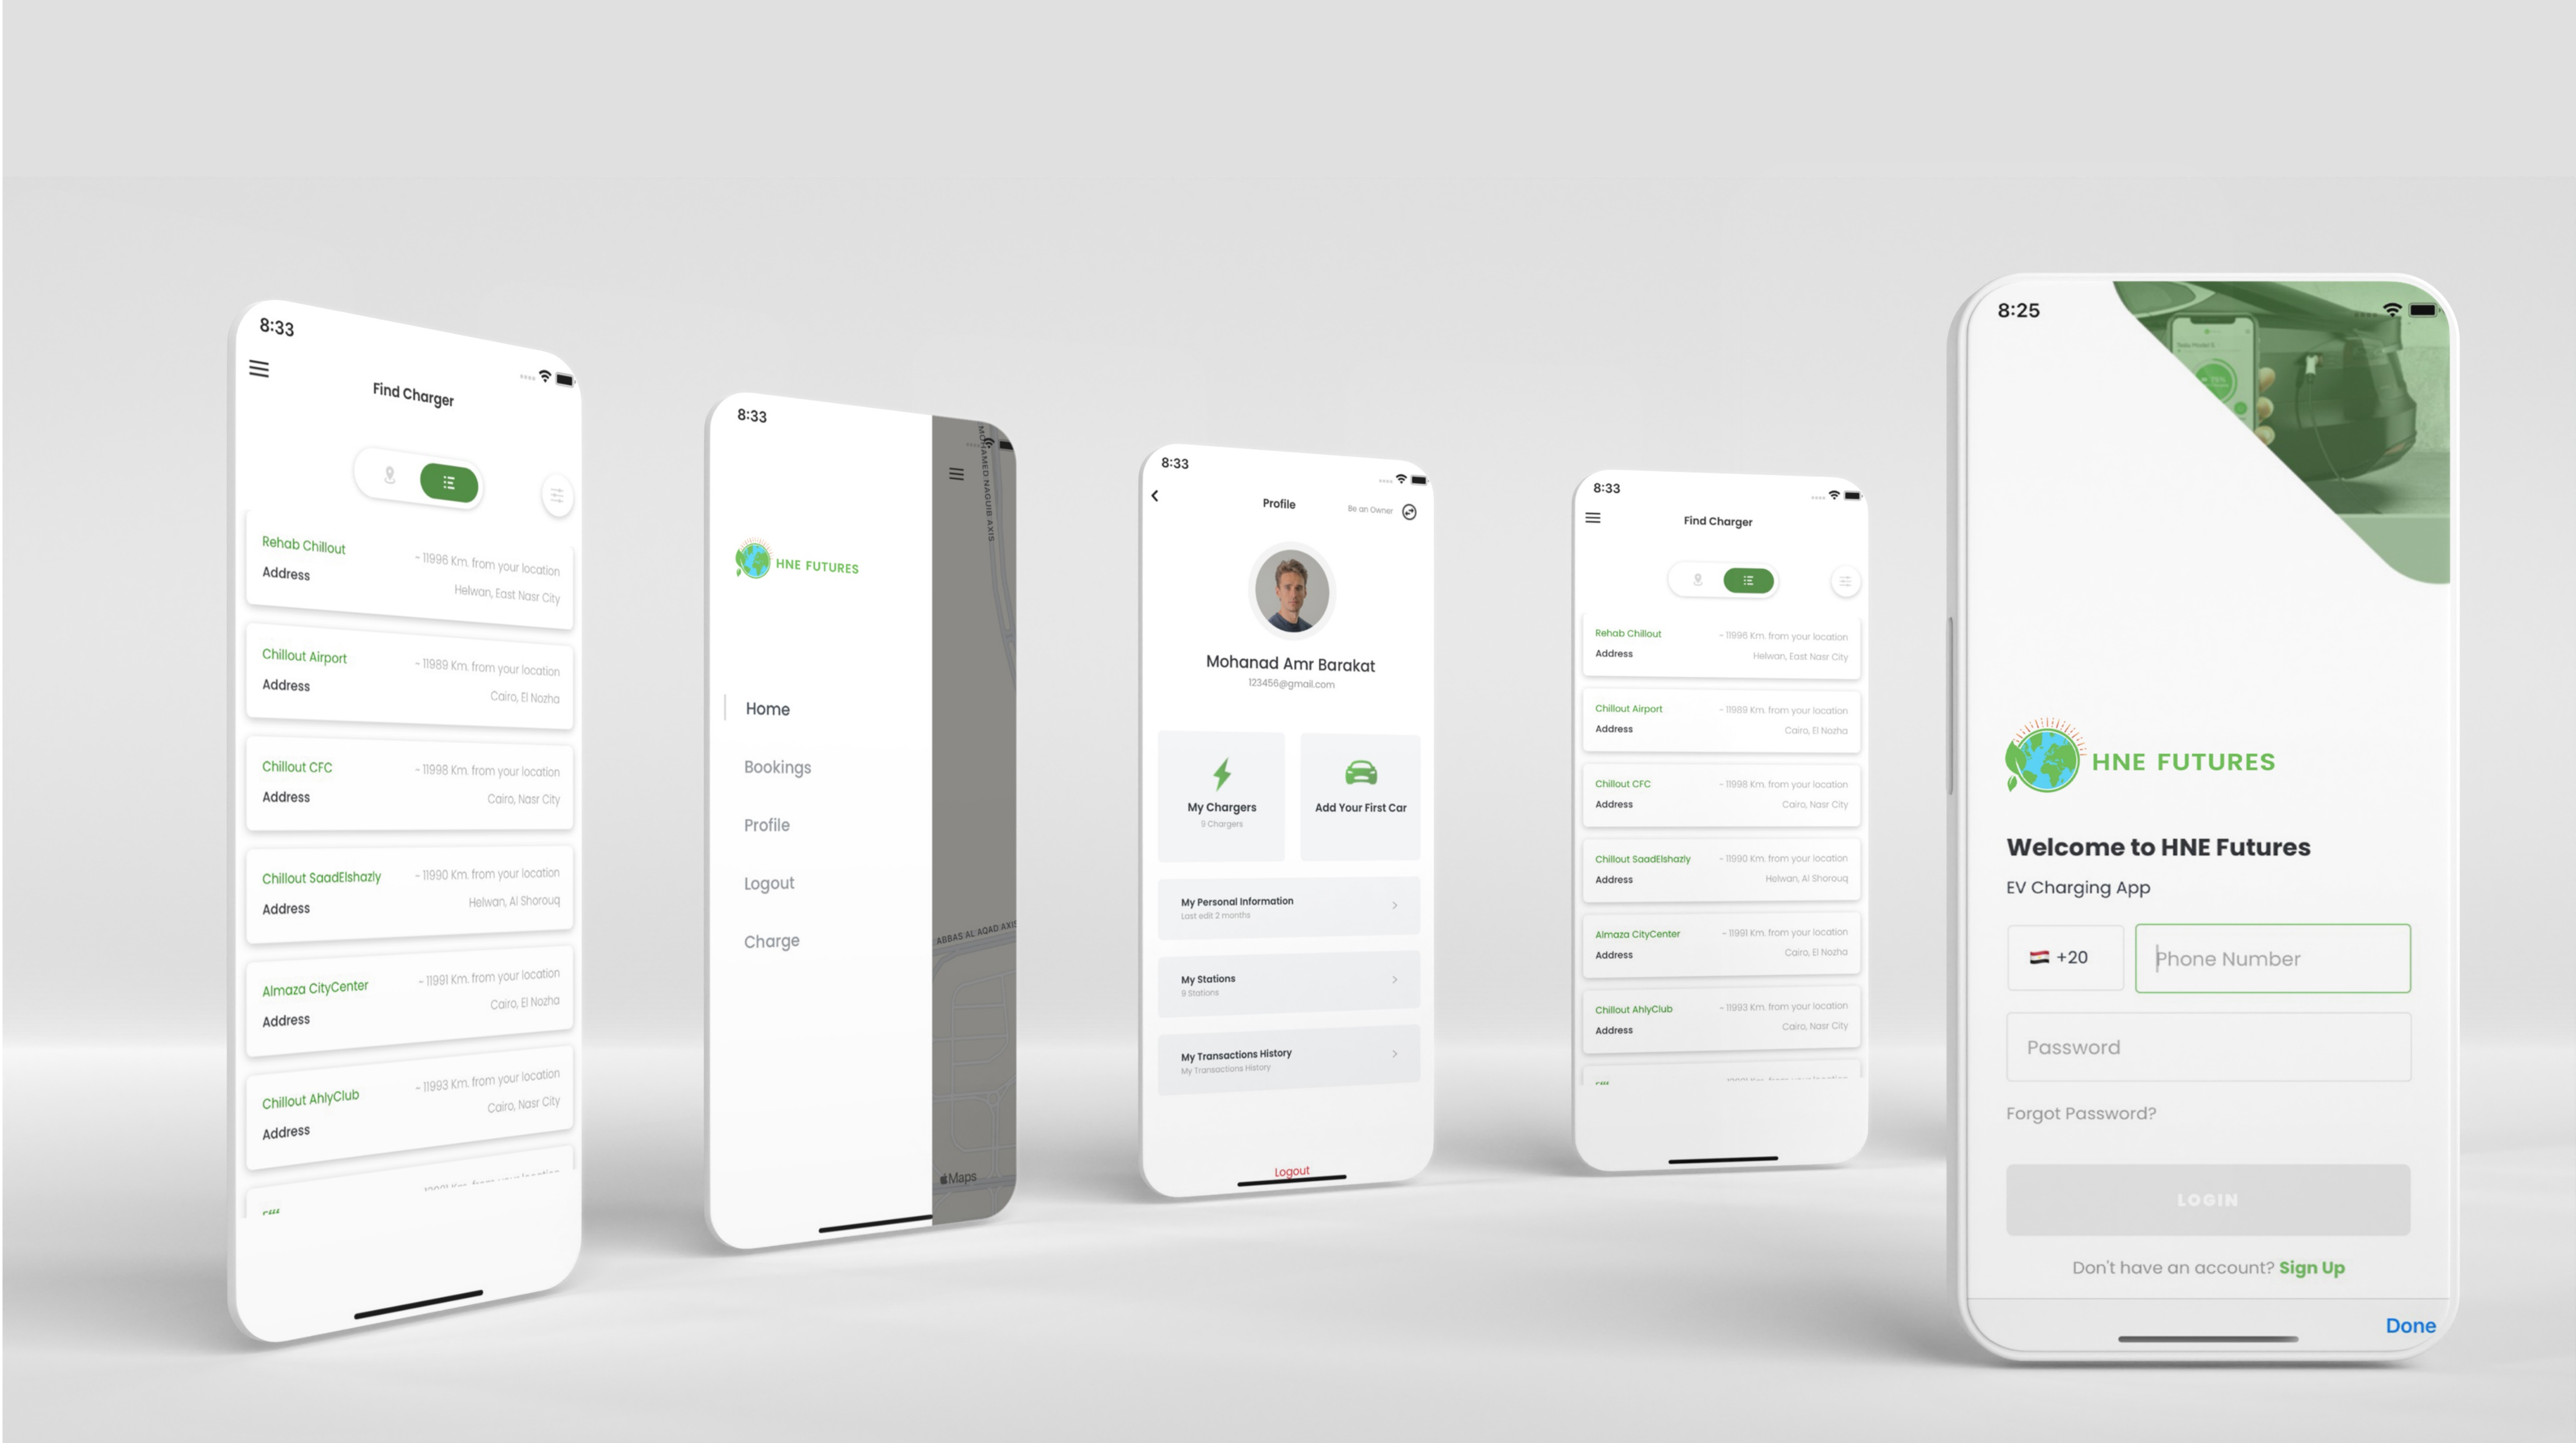 8:33
Find Charger
Rehab Chillout
~ 11996 Km. from your location
Address
Helwan, East Nasr City
Chillout Airport
~ 11989 Km. from your location
Address
Cairo, El Nozha
Chillout CFC
~ 11998 Km. from your location
Address
Cairo, Nasr City
Chillout SaadElshazly
~ 11990 Km. from your location
Address
Helwan, Al Shorouq
Almaza CityCenter
~ 11991 Km. from your location
Address
Cairo, El Nozha
Chillout AhlyClub
~ 11993 Km. from your location
Address
Cairo, Nasr City
8:33
HNE FUTURES
Home
Bookings
Profile
Logout
Charge
MOHAMED NAGUIB AXIS
ABBAS AL AQAD AXIS
Maps
8:33
Profile
Be an Owner
Mohanad Amr Barakat
123456@gmail.com
My Chargers
9 Chargers
Add Your First Car
My Personal Information
Last edit 2 months
My Stations
9 Stations
My Transactions History
My Transactions History
Logout
8:33
Find Charger
Rehab Chillout
~ 11996 Km. from your location
Address
Helwan, East Nasr City
Chillout Airport
~ 11989 Km. from your location
Address
Cairo, El Nozha
Chillout CFC
~ 11998 Km. from your location
Address
Cairo, Nasr City
Chillout SaadElshazly
~ 11990 Km. from your location
Address
Helwan, Al Shorouq
Almaza CityCenter
~ 11991 Km. from your location
Address
Cairo, El Nozha
Chillout AhlyClub
~ 11993 Km. from your location
Address
Cairo, Nasr City
8:25
HNE FUTURES
Welcome to HNE Futures
EV Charging App
+20
Phone Number
Password
Forgot Password?
LOGIN
Don't have an account? Sign Up
Done